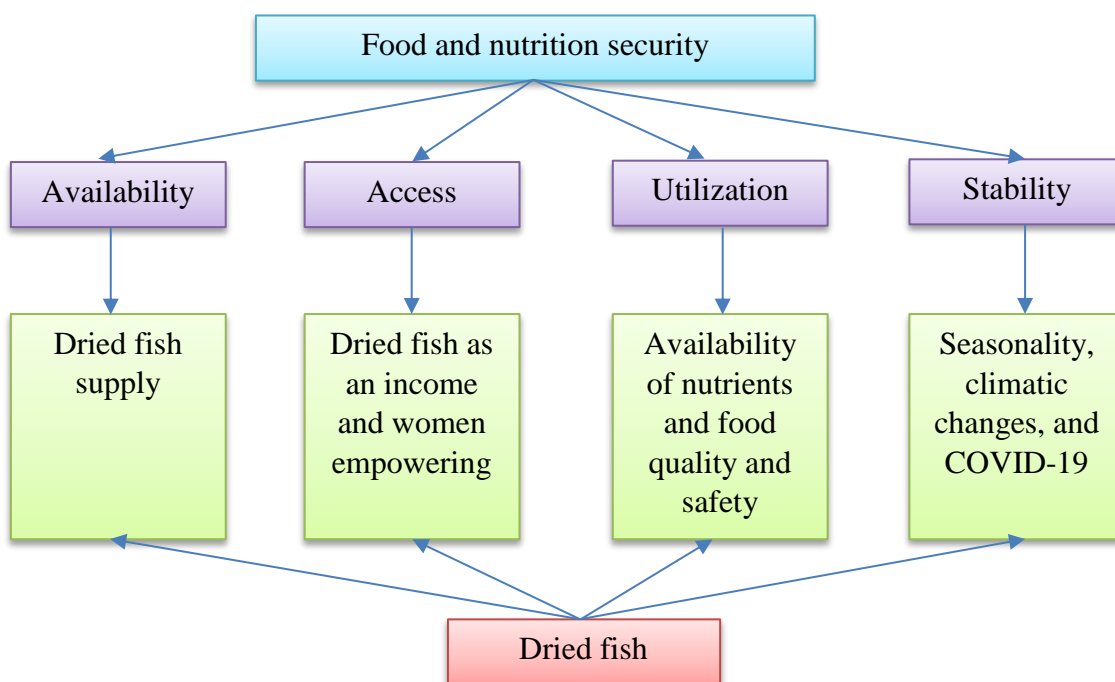 Food and nutrition security
Availability
Access
Utilization
Stability
Dried fish
supply
Dried fish as
an income
and women
empowering
Availability
of nutrients
and food
quality and
safety
Seasonality,
climatic
changes, and
COVID-19
Dried fish